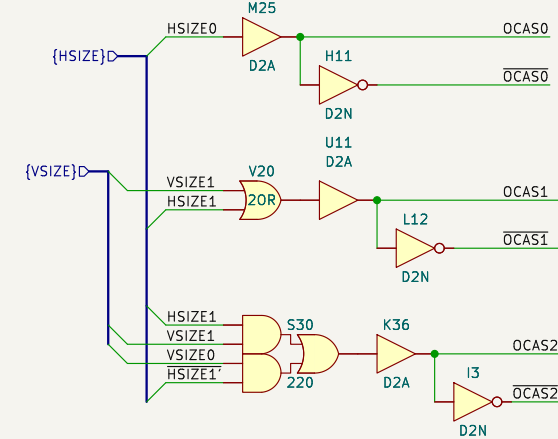 M25
HSIZE0
OCAS0
{HSIZE}
D2A
H11
OCAS0
D2N
U11
D2A
{VSIZE}
V20
VSIZE1
2OR
OCAS1
HSIZE1
L12
OCAS1
D2N
HSIZE1
S30
K36
VSIZE1
OCAS2
VSIZE0
HSIZE1'
220
D2A
I3
OCAS2
D2N